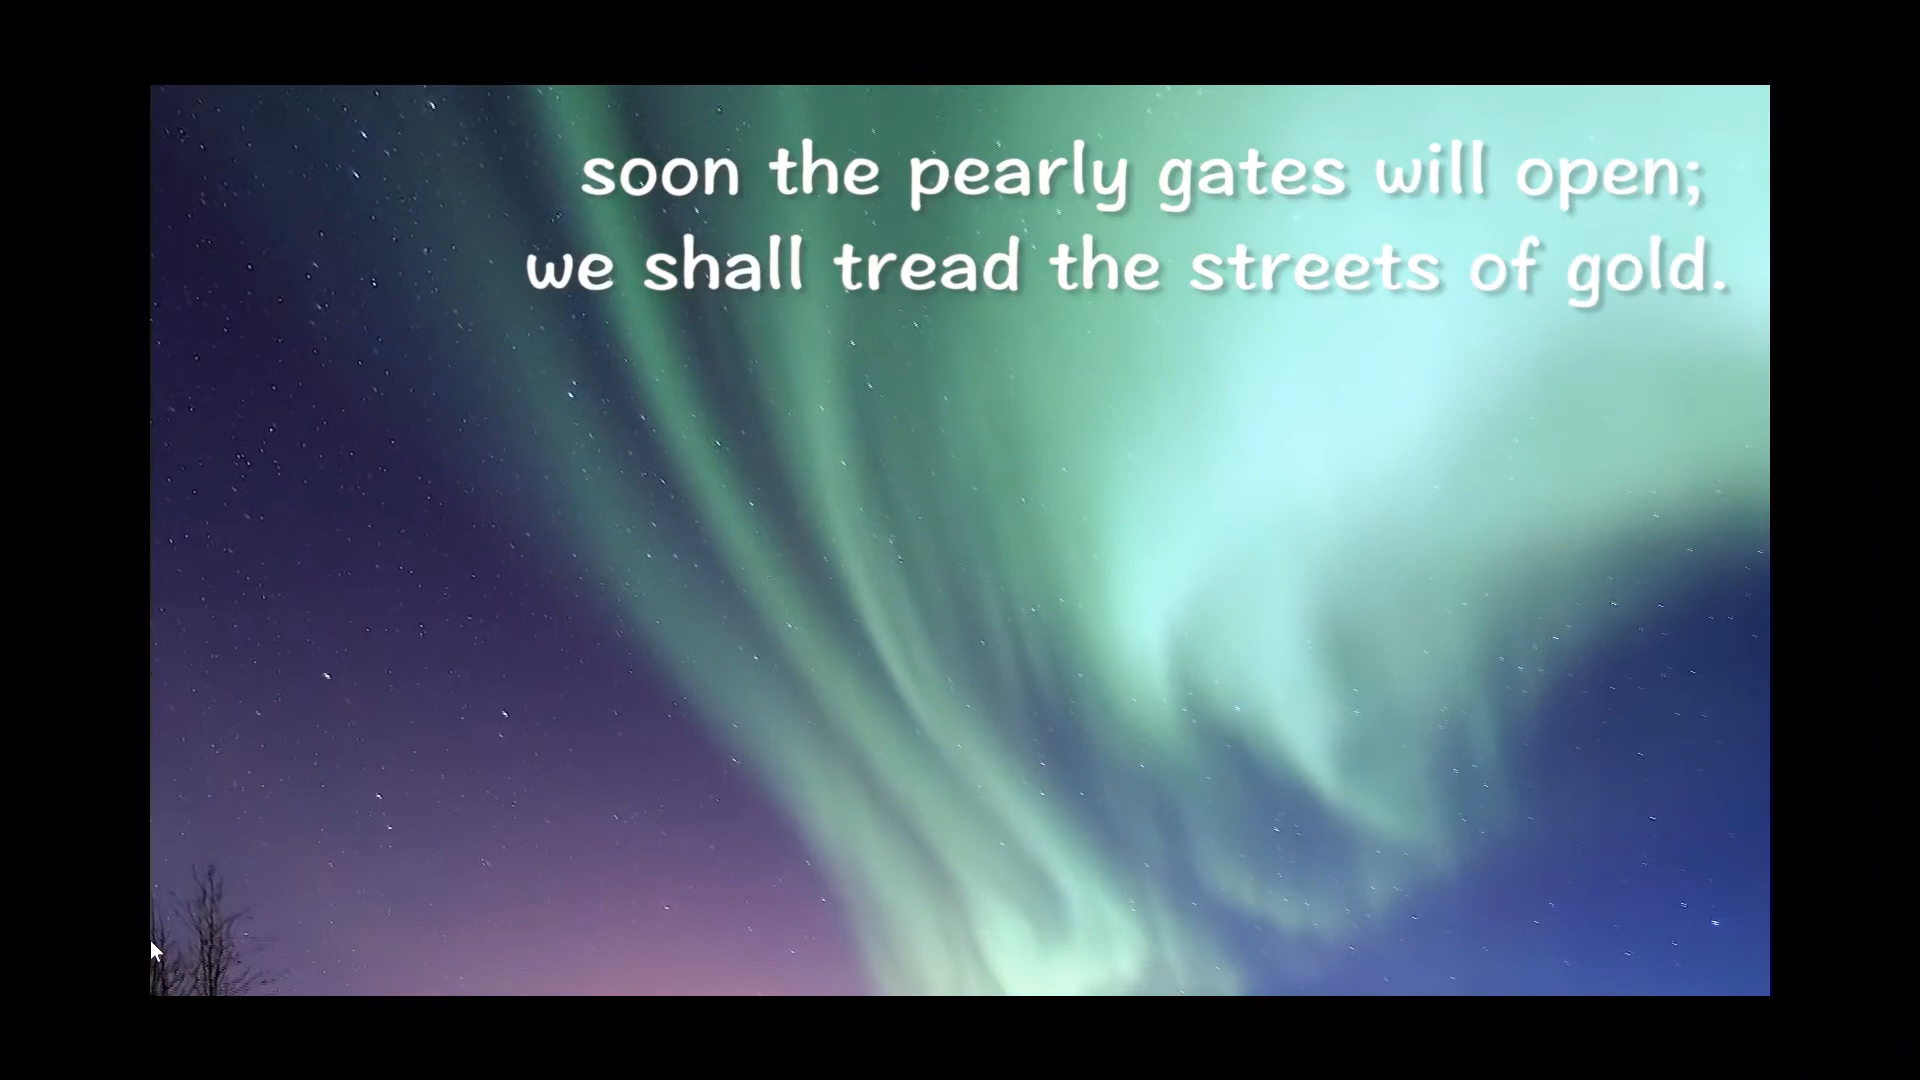 soon the pearly gates will open;
we shall tread the streets of gold.